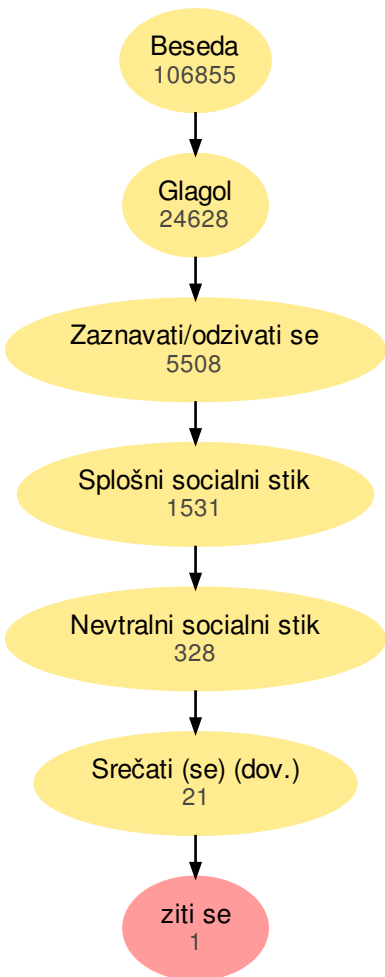 Beseda
106855
Glagol
24628
Zaznavati/odzivati se
5508
Splošni socialni stik
1531
Nevtralni socialni stik
328
Srečati (se) (dov.)
21
ziti se
1